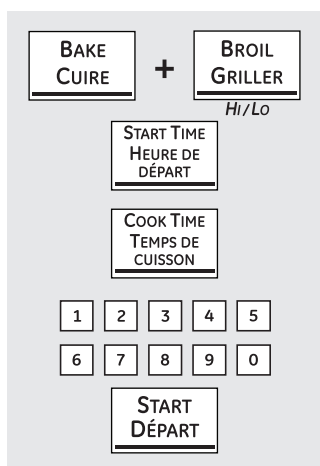 BAKE + BROIL
CUIRE GRILLER
HI/LO
START TIME
HEURE DE
DÉPART
COOK TIME
TEMPS DE
CUISSON
1 2 3 4 5
6 7 8 9 0
START
DÉPART